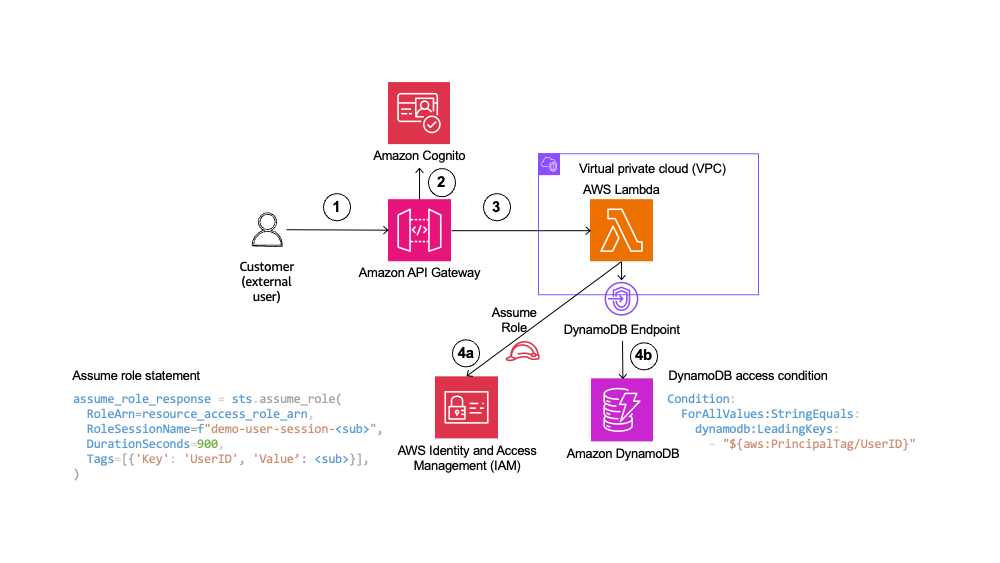 Amazon Cognito
2
1
3
Virtual private cloud (VPC)
AWS Lambda
</>
Customer
(external
user)
Amazon API Gateway
Assume
Role
DynamoDB Endpoint
4a
4b
Assume role statement
assume_role_response = sts.assume_role(
RoleArn=resource_access_role_arn,
RoleSessionName=f"demo-user-session-<sub>",
DurationSeconds=900,
Tags=[{'Key': 'UserID', 'Value’: <sub>}],
)
AWS Identity and Access
Management (IAM)
Amazon DynamoDB
DynamoDB access condition
Condition:
ForAllValues:StringEquals:
dynamodb:LeadingKeys:
- "${aws:PrincipalTag/UserID}"